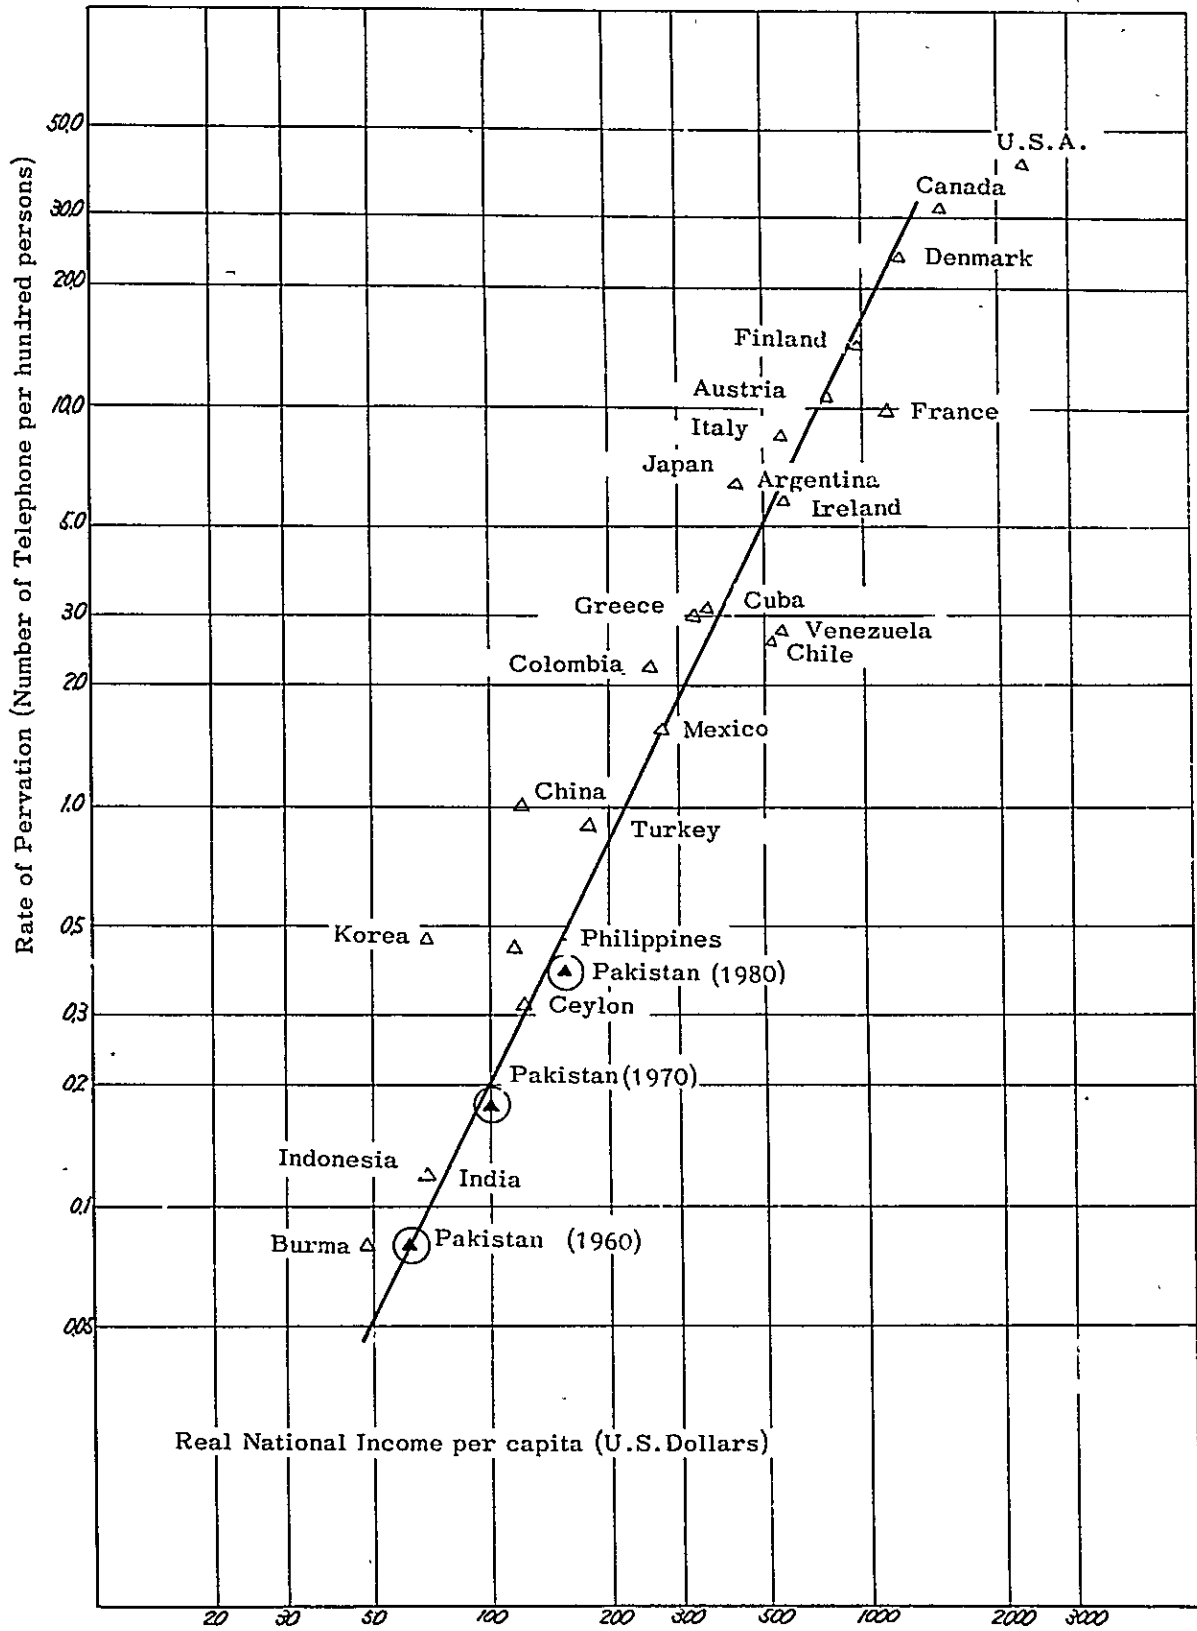 50,0
U.S.A.
Canada
30,0
Denmark
20,0
Finland
Austria
10,0
France
Italy
Japan
Argentina
Ireland
5,0
Greece
Cuba
3,0
Venezuela
Chile
Colombia
2,0
Mexico
China
1,0
Turkey
0,5
Korea
Philippines
Pakistan (1980)
Ceylon
0,3
Pakistan (1970)
0,2
Indonesia
India
0,1
Burma
Pakistan (1960)
0,05
Rate of Pervation (Number of Telephone per hundred persons)
Real National Income per capita (U.S. Dollars)
20 30 50 100 200 300 500 1000 2000 3000